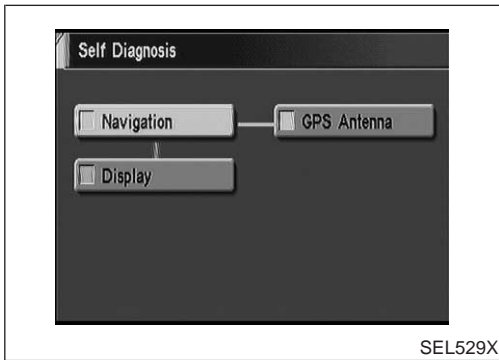 Self Diagnosis
Navigation
GPS Antenna
Display
SEL529X